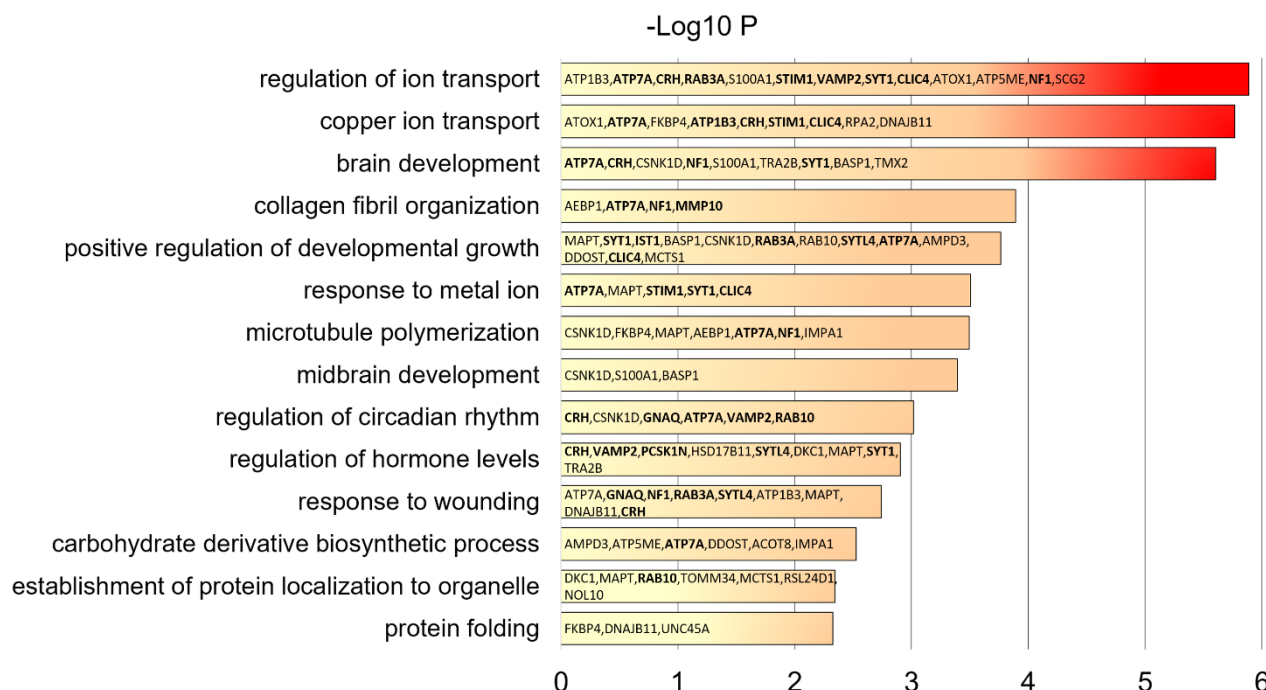 -Log10 P
regulation of ion transport
ATP1B3,ATP7A,CRH,RAB3A,S100A1,STIM1,VAMP2,SYT1,CLIC4,ATOX1,ATP5ME,NF1,SCG2
copper ion transport
ATOX1,ATP7A,FKBP4,ATP1B3,CRH,STIM1,CLIC4,RPA2,DNAJB11
brain development
ATP7A,CRH,CSNK1D,NF1,S100A1,TRA2B,SYT1,BASP1,TMX2
collagen fibril organization
AEBP1,ATP7A,NF1,MMP10
positive regulation of developmental growth
MAPT,SYT1,IST1,BASP1,CSNK1D,RAB3A,RAB10,SYTL4,ATP7A,AMPD3,
DDOST,CLIC4,MCTS1
response to metal ion
ATP7A,MAPT,STIM1,SYT1,CLIC4
microtubule polymerization
CSNK1D,FKBP4,MAPT,AEBP1,ATP7A,NF1,IMPA1
midbrain development
CSNK1D,S100A1,BASP1
regulation of circadian rhythm
CRH,CSNK1D,GNAQ,ATP7A,VAMP2,RAB10
regulation of hormone levels
CRH,VAMP2,PCSK1N,HSD17B11,SYTL4,DKC1,MAPT,SYT1,
TRA2B
response to wounding
ATP7A,GNAQ,NF1,RAB3A,SYTL4,ATP1B3,MAPT,
DNAJB11,CRH
carbohydrate derivative biosynthetic process
AMPD3,ATP5ME,ATP7A,DDOST,ACOT8,IMPA1
establishment of protein localization to organelle
DKC1,MAPT,RAB10,TOMM34,MCTS1,RSL24D1,
NOL10
protein folding
FKBP4,DNAJB11,UNC45A
0 1 2 3 4 5 6